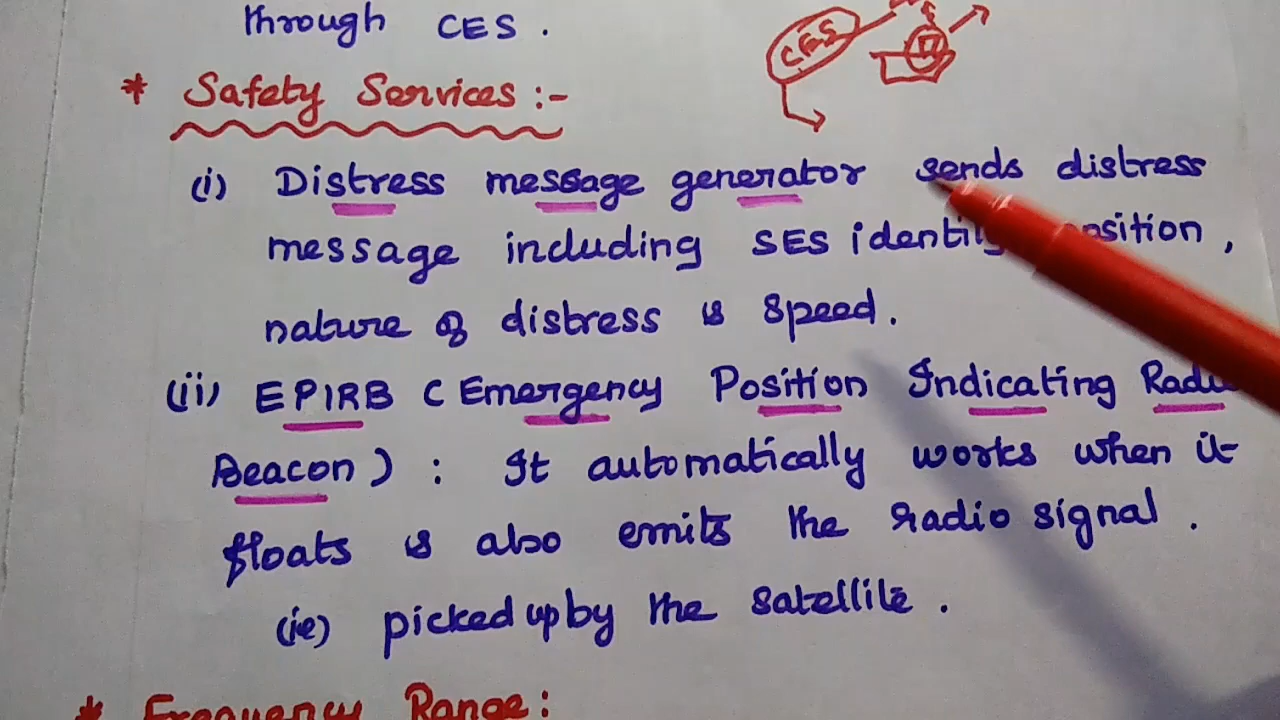 through CES.
CES
* Safety Services :-
(i) Distress message generator sends distress
message including SES identity position,
nature of distress & speed.
(ii) EPIRB (Emergency Position Indicating Radio
Beacon) : It automatically works when it
floats & also emits the radio signal.
(ie) picked up by the satellite.
* Frequency Range: